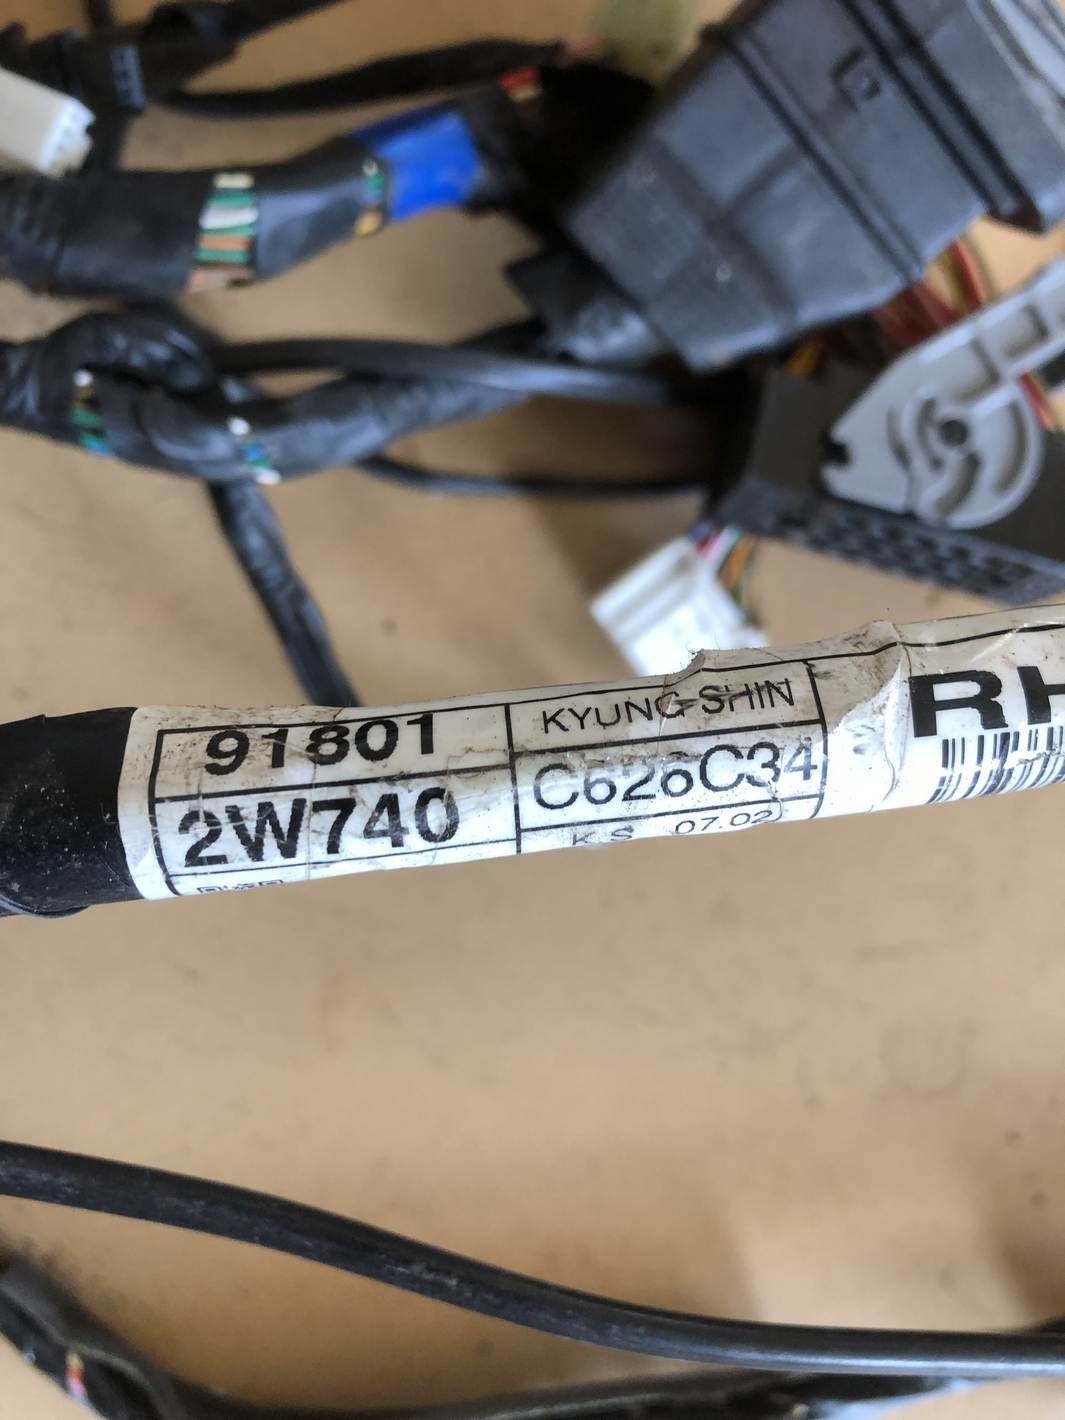 91801
2W740
KYUNG-SHIN
C626C34
K.S 07.02
RH